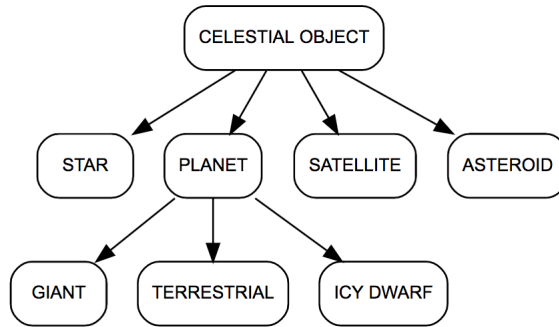 CELESTIAL OBJECT
STAR
PLANET
SATELLITE
ASTEROID
GIANT
TERRESTRIAL
ICY DWARF